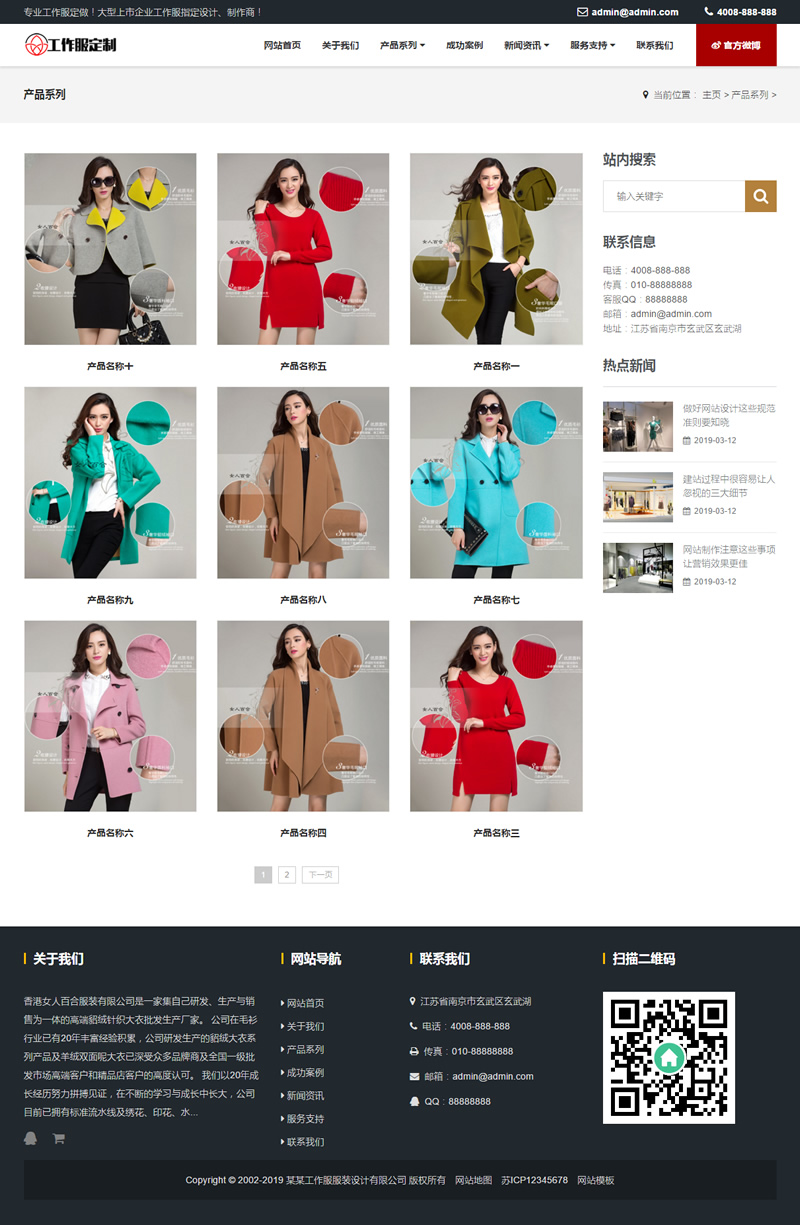 专业工作服定做！大型上市企业工作服指定设计、制作商！
admin@admin.com 4008-888-888
工作服定制
网站首页 关于我们 产品系列 成功案例 新闻资讯 服务支持 联系我们 官方微博
产品系列
当前位置： 主页 > 产品系列 >
产品名称十 产品名称五 产品名称一
产品名称九 产品名称八 产品名称七
产品名称六 产品名称四 产品名称三
1 2 下一页
站内搜索
输入关键字
联系信息
电话：4008-888-888
传真：010-88888888
客服QQ：88888888
邮箱：admin@admin.com
地址：江苏省南京市玄武区玄武湖
热点新闻
做好网站设计这些规范
准则要知晓
2019-03-12
建站过程中很容易让人
忽视的三大细节
2019-03-12
网站制作注意这些事项
让营销效果更佳
2019-03-12
关于我们
香港女人百合服装有限公司是一家集自己研发、生产与销
售为一体的高端貂绒针织大衣批发生产厂家。 公司在毛衫
行业已有20年丰富经验积累，公司研发生产的貂绒大衣系
列产品及羊绒双面呢大衣已深受众多品牌商及全国一级批
发市场高端客户和精品店客户的高度认可。 我们以20年成
长经历努力拼搏见证，在不断的学习与成长中长大，公司
目前已拥有标准流水线及绣花、印花、水...
网站导航
网站首页
关于我们
产品系列
成功案例
新闻资讯
服务支持
联系我们
联系我们
江苏省南京市玄武区玄武湖
电话：4008-888-888
传真：010-88888888
邮箱：admin@admin.com
QQ：88888888
扫描二维码
Copyright © 2002-2019 某某工作服服装设计有限公司 版权所有 网站地图 苏ICP12345678 网站模板